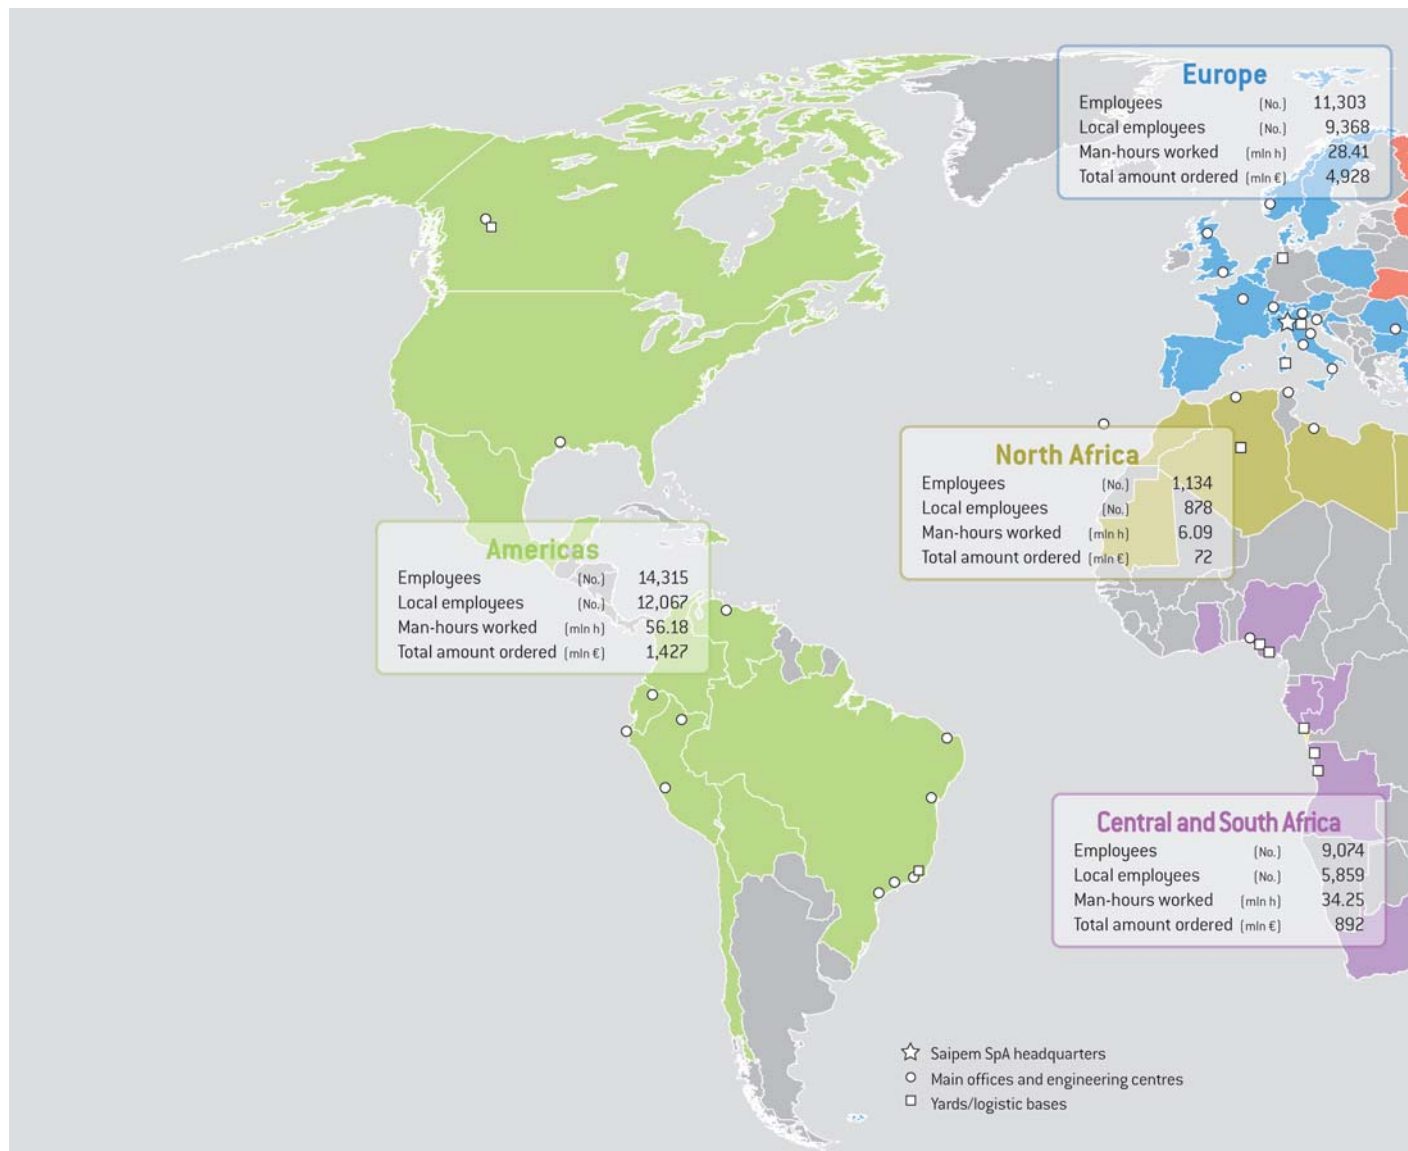 Europe
Employees (No.) 11,303
Local employees (No.) 9,368
Man-hours worked (mln h) 28.41
Total amount ordered (mln €) 4,928
North Africa
Employees (No.) 1,134
Local employees (No.) 878
Man-hours worked (mln h) 6.09
Total amount ordered (mln €) 72
Americas
Employees (No.) 14,315
Local employees (No.) 12,067
Man-hours worked (mln h) 56.18
Total amount ordered (mln €) 1,427
Central and South Africa
Employees (No.) 9,074
Local employees (No.) 5,859
Man-hours worked (mln h) 34.25
Total amount ordered (mln €) 892
Saipem SpA headquarters
Main offices and engineering centres
Yards/logistic bases